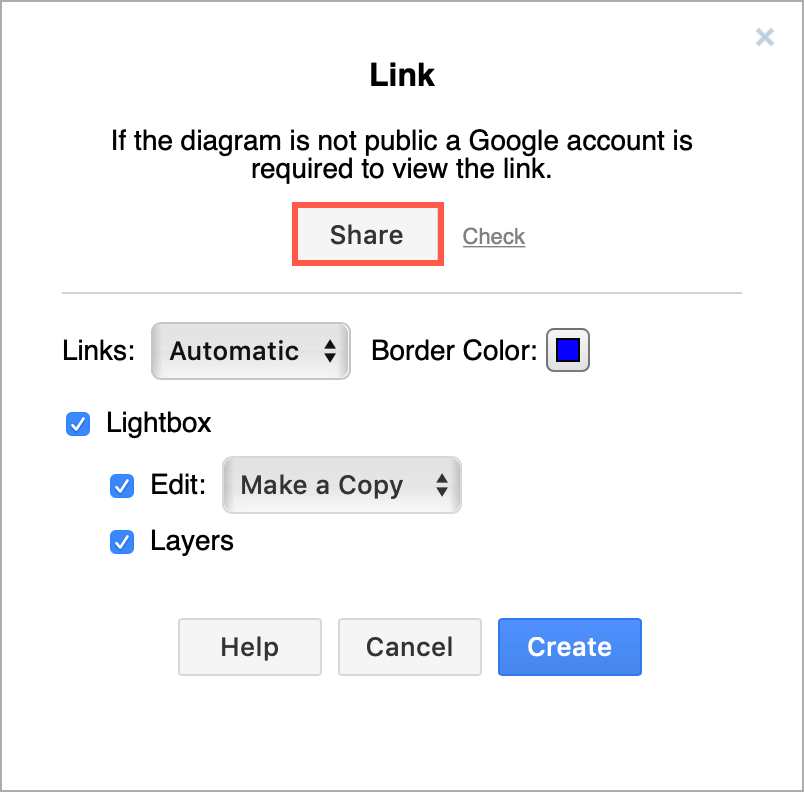 Link
If the diagram is not public a Google account is
required to view the link.
Share Check
Links: Automatic Border Color:
Lightbox
Edit: Make a Copy
Layers
Help Cancel Create